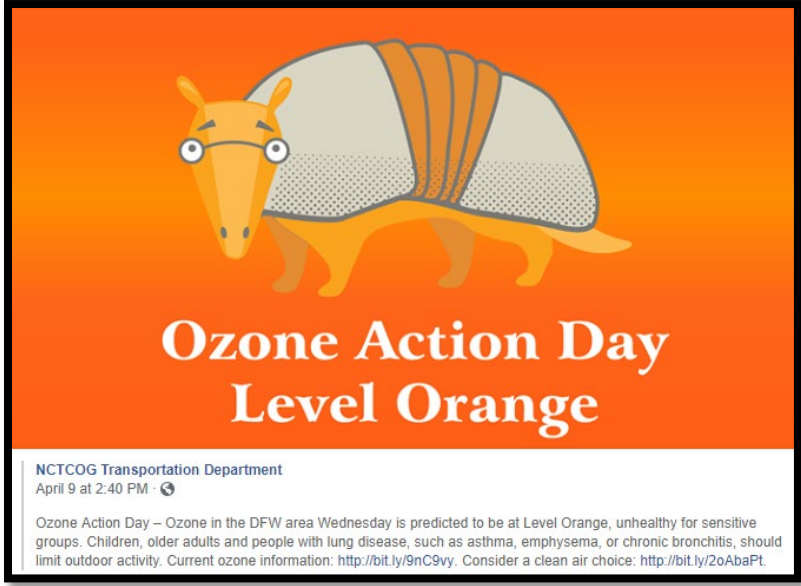 Ozone Action Day
Level Orange
NCTCOG Transportation Department
April 9 at 2:40 PM ·
Ozone Action Day – Ozone in the DFW area Wednesday is predicted to be at Level Orange, unhealthy for sensitive
groups. Children, older adults and people with lung disease, such as asthma, emphysema, or chronic bronchitis, should
limit outdoor activity. Current ozone information: http://bit.ly/9nC9vy. Consider a clean air choice: http://bit.ly/2oAbaPt.